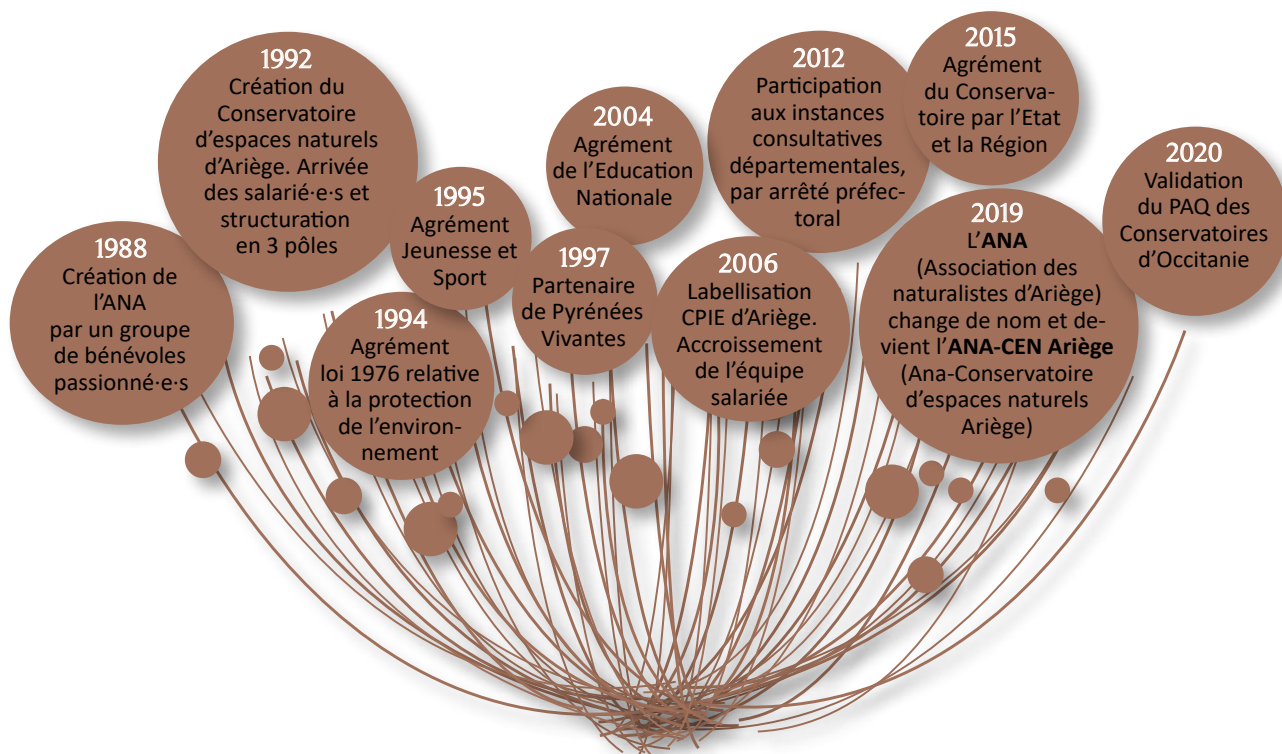 1988
Création de
l'ANA
par un groupe
de bénévoles
passionné·e·s
1992
Création du
Conservatoire
d'espaces naturels
d'Ariège. Arrivée
des salarié·e·s et
structuration
en 3 pôles
1994
Agrément
loi 1976 relative
à la protection
de l'environ-
nement
1995
Agrément
Jeunesse et
Sport
1997
Partenaire
de Pyrénées
Vivantes
2004
Agrément
de l'Education
Nationale
2006
Labellisation
CPIE d'Ariège.
Accroissement
de l'équipe
salariée
2012
Participation
aux instances
consultatives
départementales,
par arrêté préfec-
toral
2015
Agrément
du Conserva-
toire par l'Etat
et la Région
2019
L'ANA
(Association des
naturalistes d'Ariège)
change de nom et de-
vient l'ANA-CEN Ariège
(Ana-Conservatoire
d'espaces naturels
Ariège)
2020
Validation
du PAQ des
Conservatoires
d'Occitanie